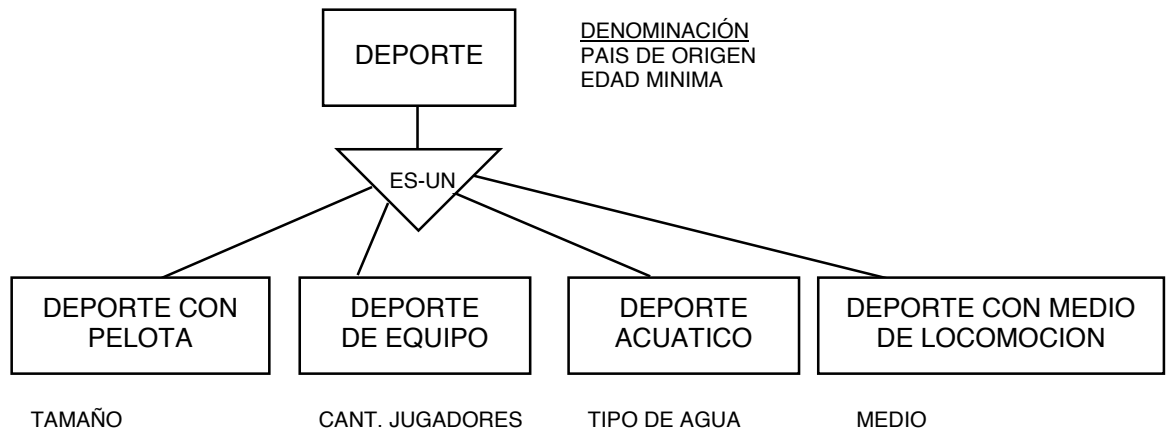 DEPORTE
DENOMINACIÓN
PAIS DE ORIGEN
EDAD MINIMA
ES-UN
DEPORTE CON
PELOTA
DEPORTE
DE EQUIPO
DEPORTE
ACUATICO
DEPORTE CON MEDIO
DE LOCOMOCION
TAMAÑO
CANT. JUGADORES
TIPO DE AGUA
MEDIO